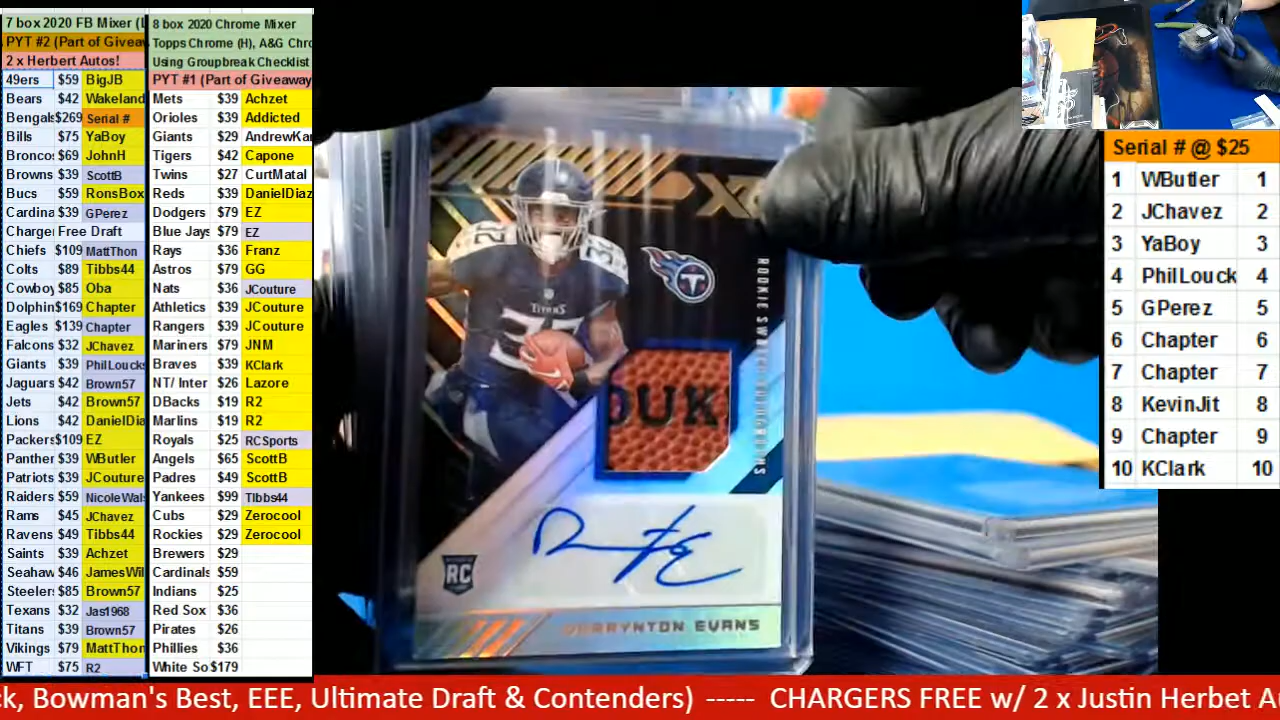 7 box 2020 FB Mixer (L
PYT #2 (Part of Giveaw
2 x Herbert Autos!
49ers $59 BigJB
Bears $42 Wakeland
Bengals $269 Serial #
Bills $75 YaBoy
Broncos $69 JohnH
Browns $39 ScottB
Bucs $59 RonsBox
Cardina $39 GPerez
Charger Free Draft
Chiefs $109 MattThon
Colts $89 Tibbs44
Cowboy $85 Oba
Dolphin $169 Chapter
Eagles $139 Chapter
Falcons $32 JChavez
Giants $39 PhilLoucks
Jaguars $42 Brown57
Jets $42 Brown57
Lions $42 DanielDia
Packers $109 EZ
Panther $39 WButler
Patriots $39 JCouture
Raiders $59 NicoleWals
Rams $45 JChavez
Ravens $49 Tibbs44
Saints $39 Achzet
Seahaw $46 JamesWil
Steelers $85 Brown57
Texans $32 Jas1968
Titans $39 Brown57
Vikings $79 MattThon
WFT $75 R2
8 box 2020 Chrome Mixer
Topps Chrome (H), A&G Chro
Using Groupbreak Checklist
PYT #1 (Part of Giveaway
Mets $39 Achzet
Orioles $39 Addicted
Giants $29 AndrewKar
Tigers $42 Capone
Twins $27 CurtMatal
Reds $39 DanielDiaz
Dodgers $79 EZ
Blue Jays $79 EZ
Rays $36 Franz
Astros $79 GG
Nats $36 JCouture
Athletics $39 JCouture
Rangers $39 JCouture
Mariners $79 JNM
Braves $39 KClark
NT/ Inter $26 Lazore
DBacks $19 R2
Marlins $19 R2
Royals $25 RCSports
Angels $65 ScottB
Padres $49 ScottB
Yankees $99 TIbbs44
Cubs $29 Zerocool
Rockies $29 Zerocool
Brewers $29
Cardinals $59
Indians $25
Red Sox $36
Pirates $26
Phillies $36
White So $179
X
TITANS
32
T
ROOKIE
DUK
RC
DARRYNTON EVANS
Serial # @ $25
1 WButler 1
2 JChavez 2
3 YaBoy 3
4 PhilLouck 4
5 GPerez 5
6 Chapter 6
7 Chapter 7
8 KevinJit 8
9 Chapter 9
10 KClark 10
ck, Bowman's Best, EEE, Ultimate Draft & Contenders) ----- CHARGERS FREE w/ 2 x Justin Herbet A